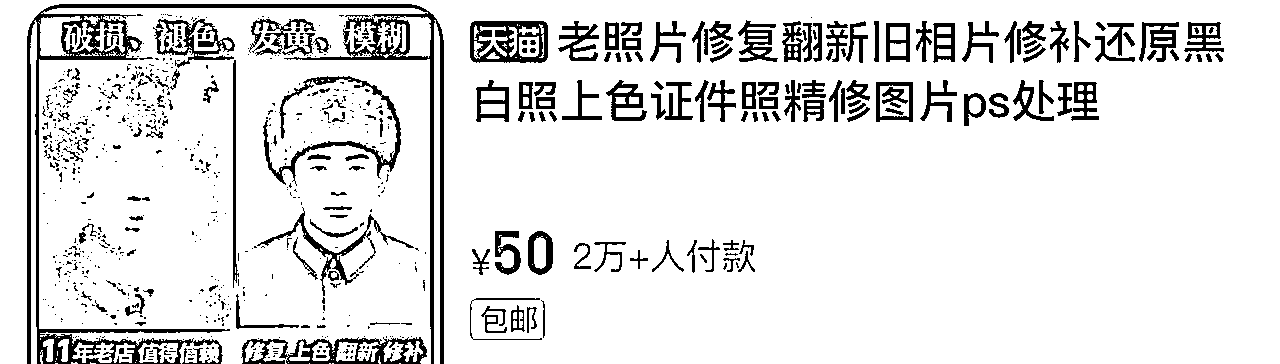 破损、褪色、发黄、模糊
天猫 老照片修复翻新旧相片修补还原黑
白照上色证件照精修图片ps处理
¥50 2万+人付款
包邮
11年老店 值得信赖 修复 上色 翻新 修补